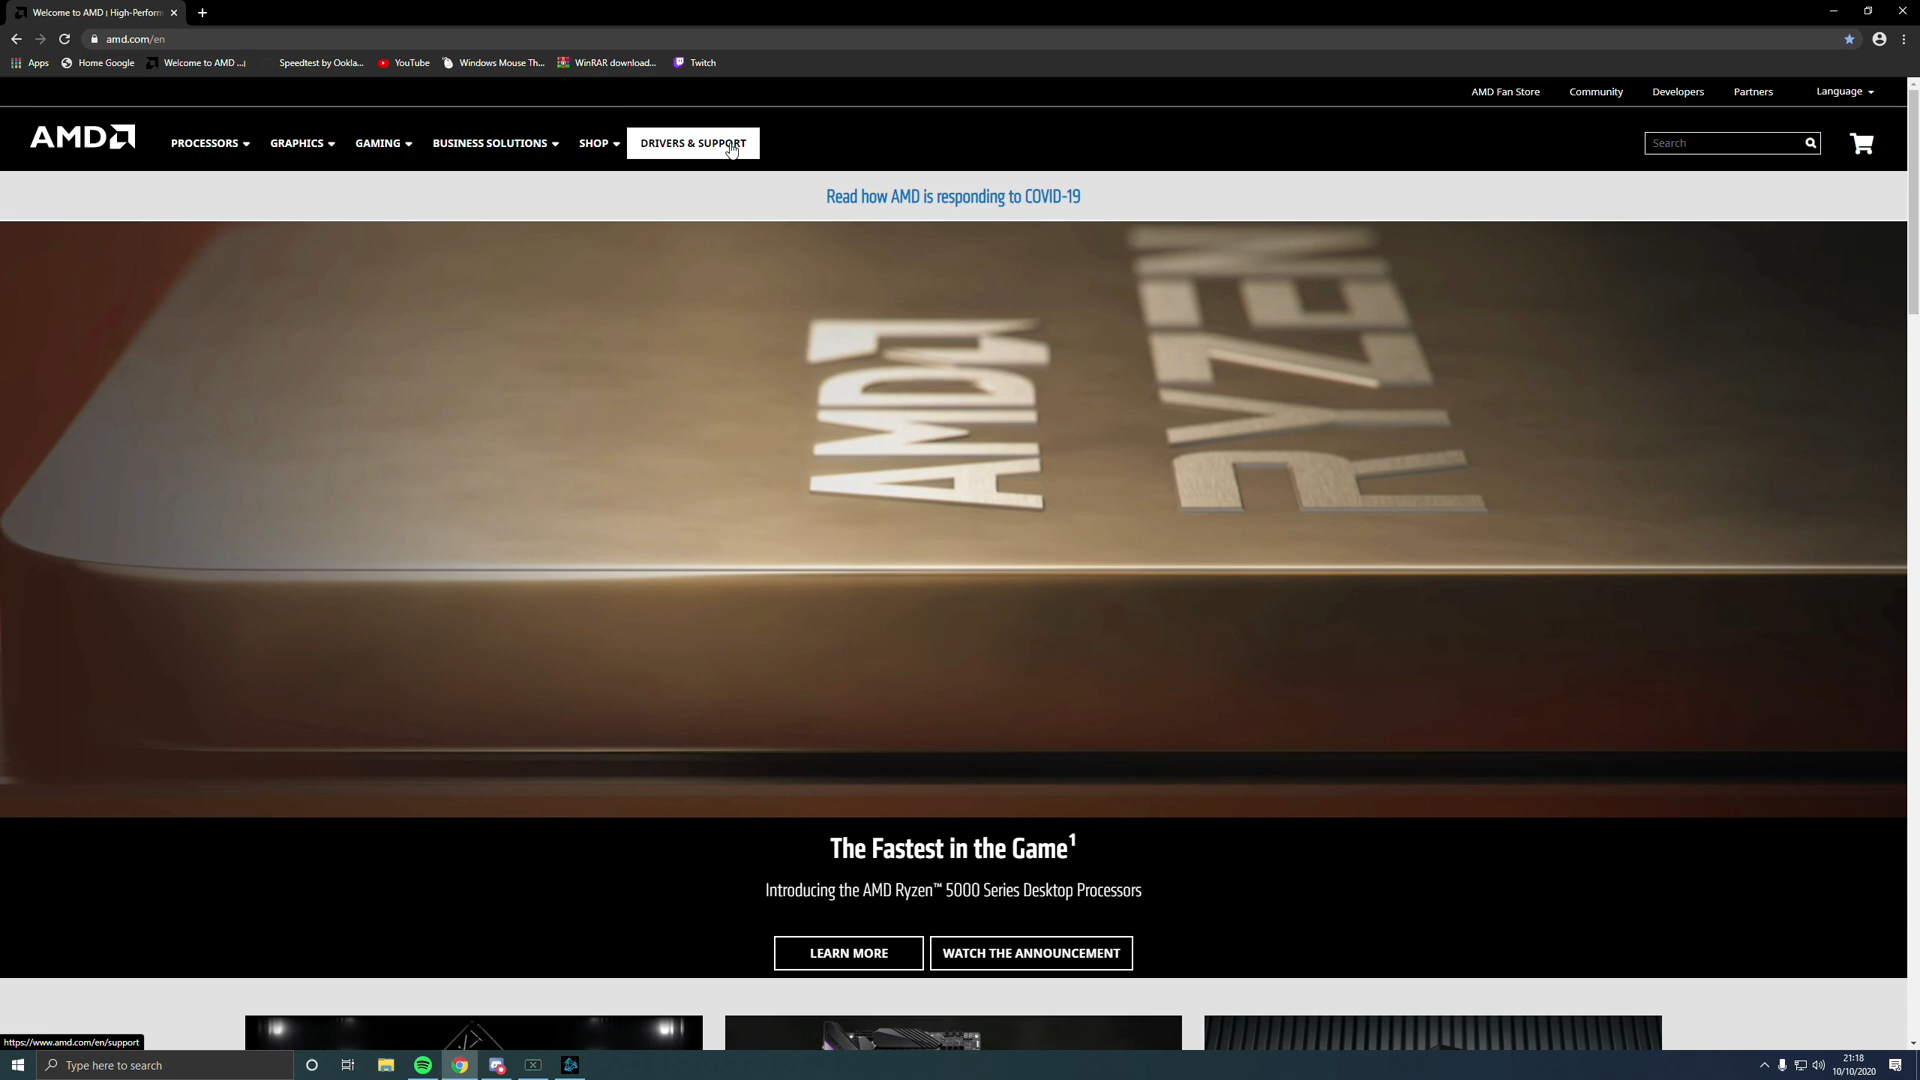 Welcome to AMD | High-Perform
amd.com/en
Apps
Home Google
Welcome to AMD ...|
Speedtest by Ookla...
YouTube
Windows Mouse Th...
WinRAR download...
Twitch
AMD Fan Store
Community
Developers
Partners
Language
AMD
PROCESSORS
GRAPHICS
GAMING
BUSINESS SOLUTIONS
SHOP
DRIVERS & SUPPORT
Search
Read how AMD is responding to COVID-19
AMD
RYZEN
The Fastest in the Game¹
Introducing the AMD Ryzen™ 5000 Series Desktop Processors
LEARN MORE
WATCH THE ANNOUNCEMENT
https://www.amd.com/en/support
Type here to search
21:18
10/10/2020